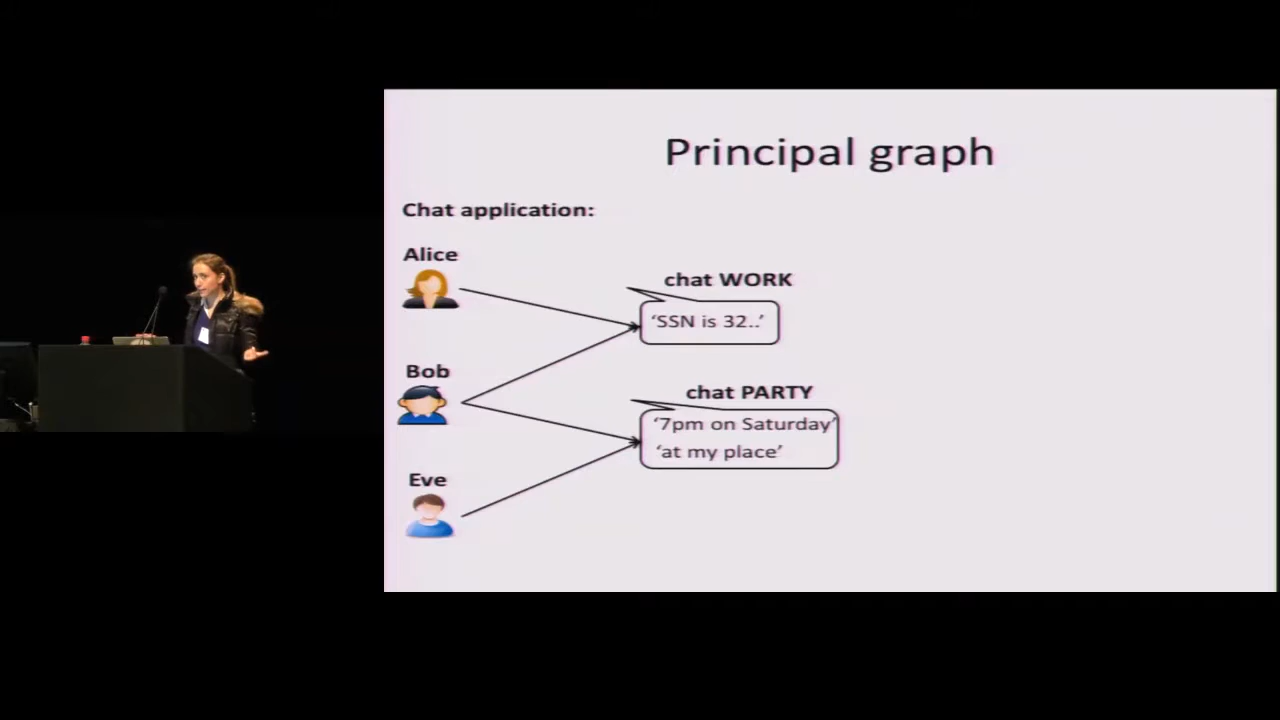 Principal graph
Chat application:
Alice
chat WORK
‘SSN is 32..’
Bob
chat PARTY
‘7pm on Saturday’
‘at my place’
Eve